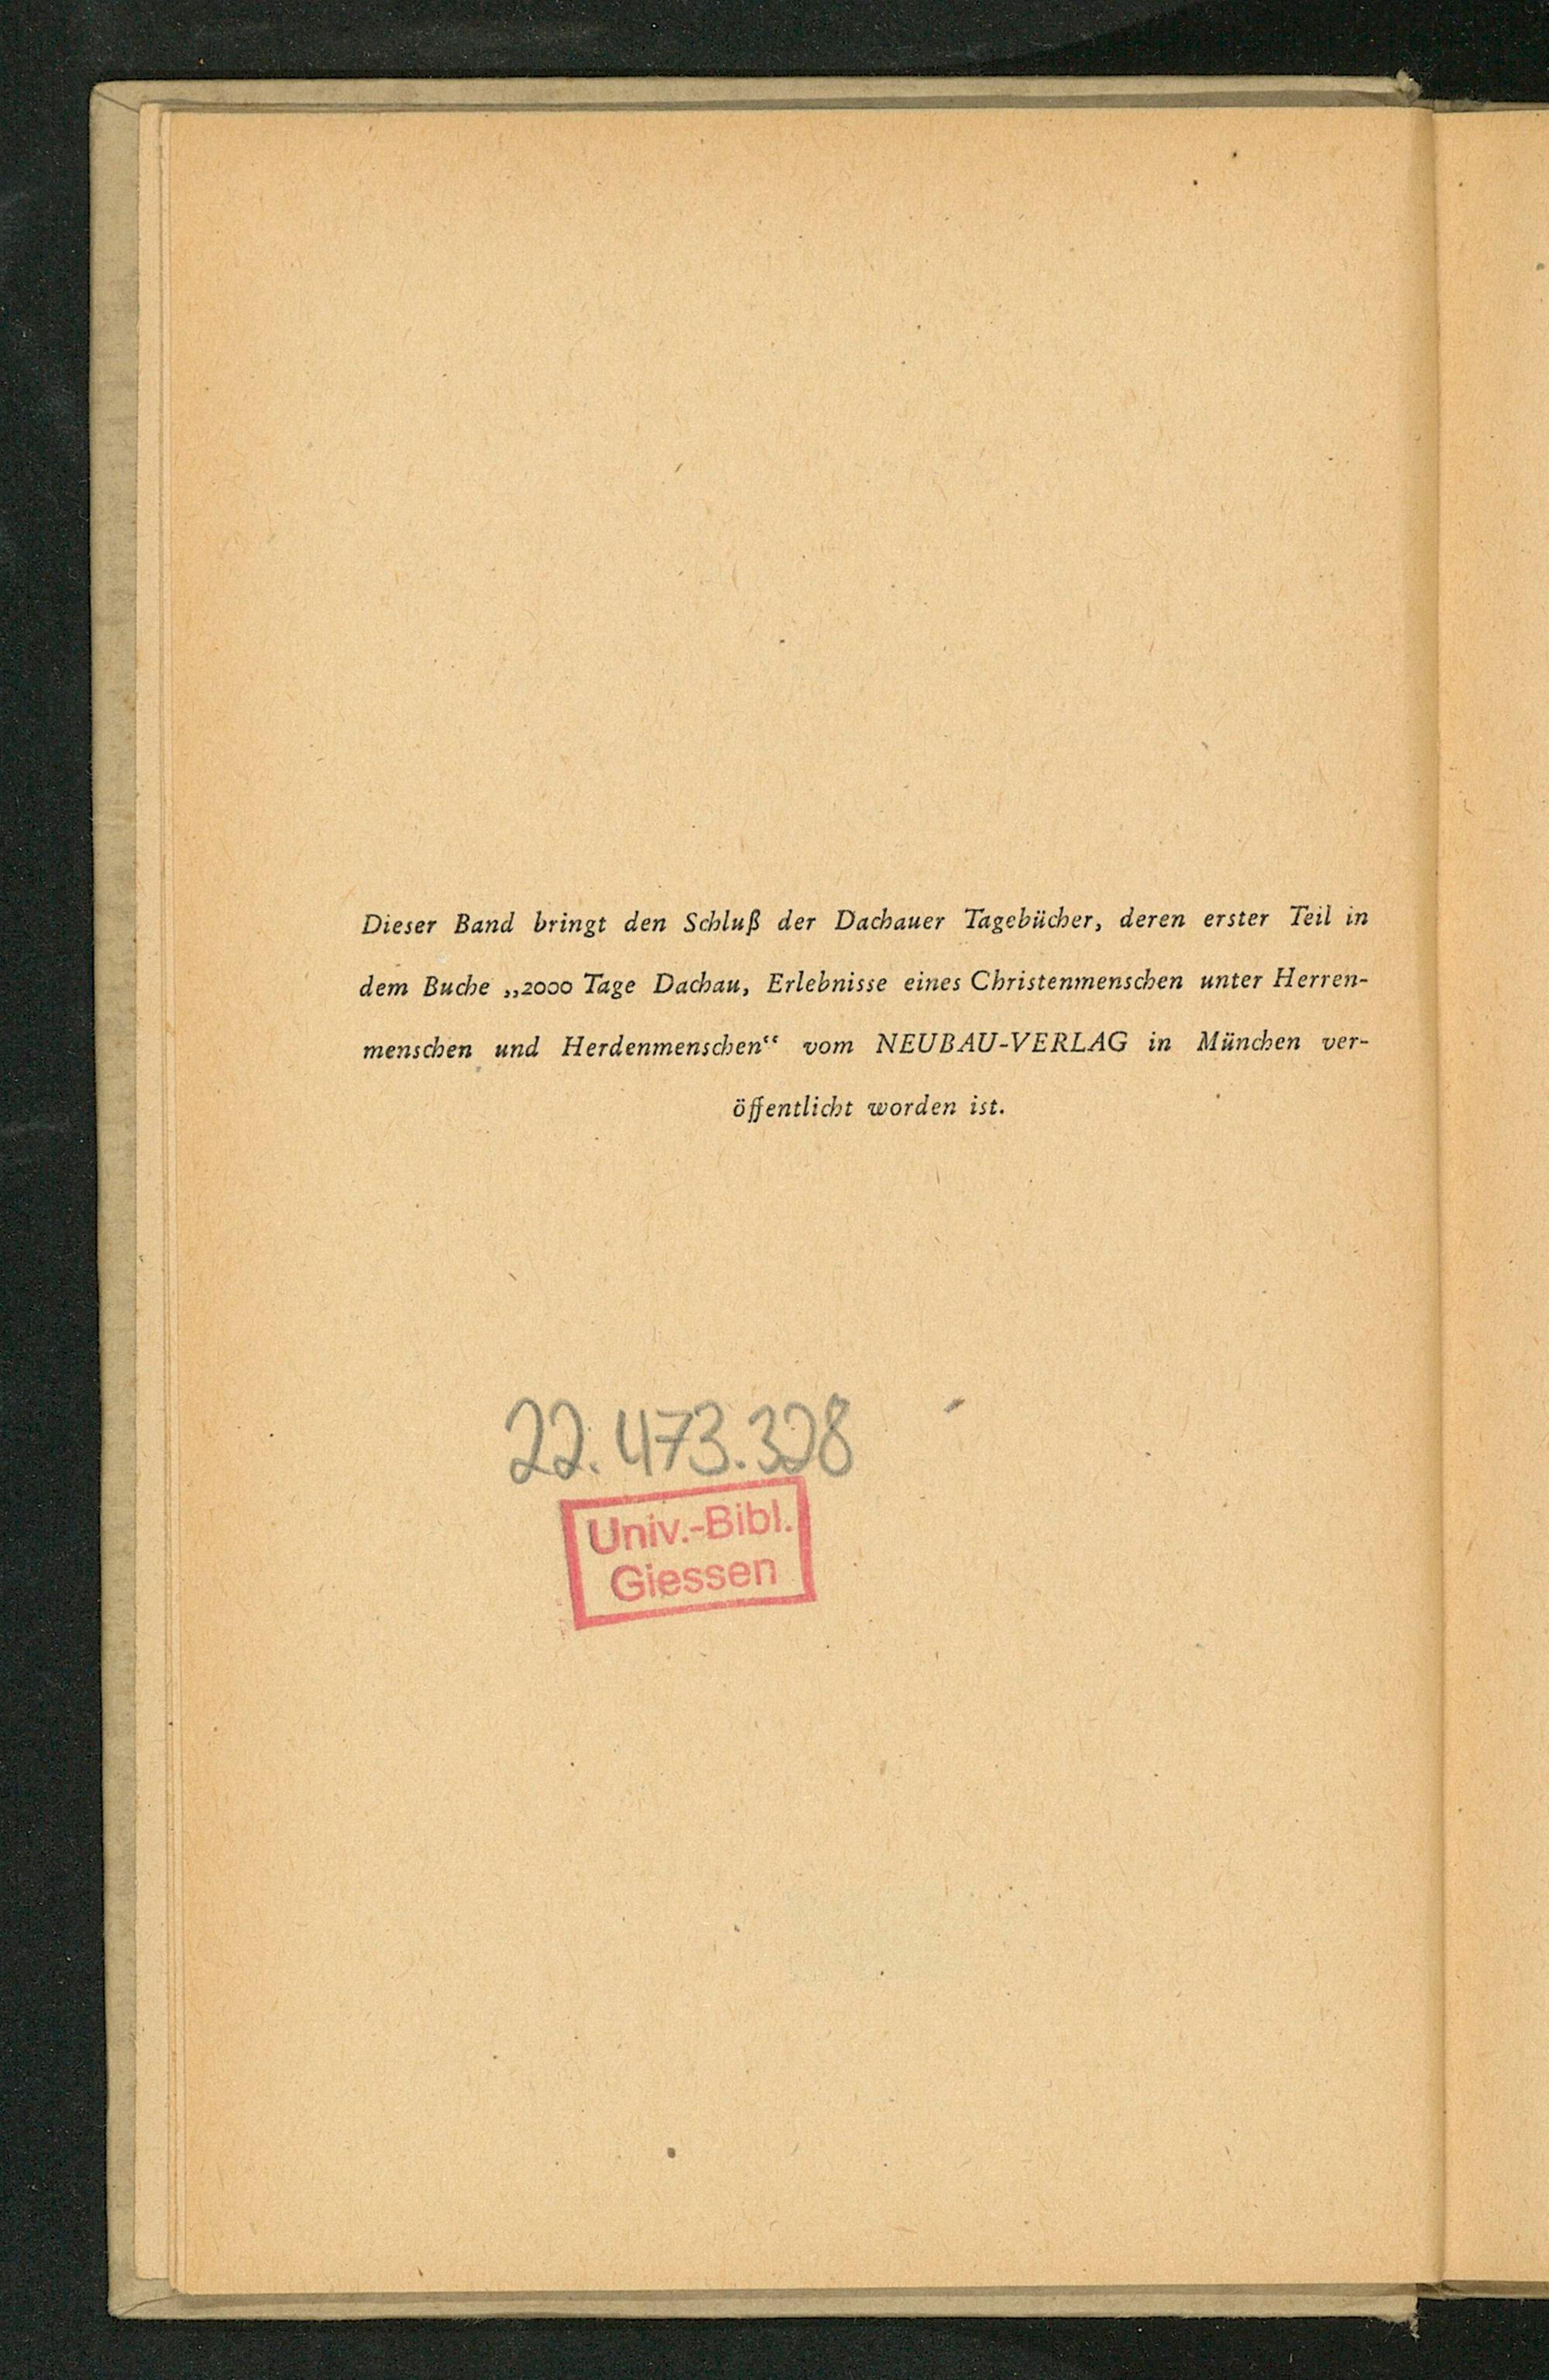 Dieser Band bringt den Schluß der Dachauer Tagebücher, deren erster Teil in
dem Buche „2000 Tage Dachau, Erlebnisse eines Christenmenschen unter Herren-
menschen und Herdenmenschen“ vom NEUBAU-VERLAG in München ver-
öffentlicht worden ist.
22.473.328
Univ.-Bibl.
Giessen